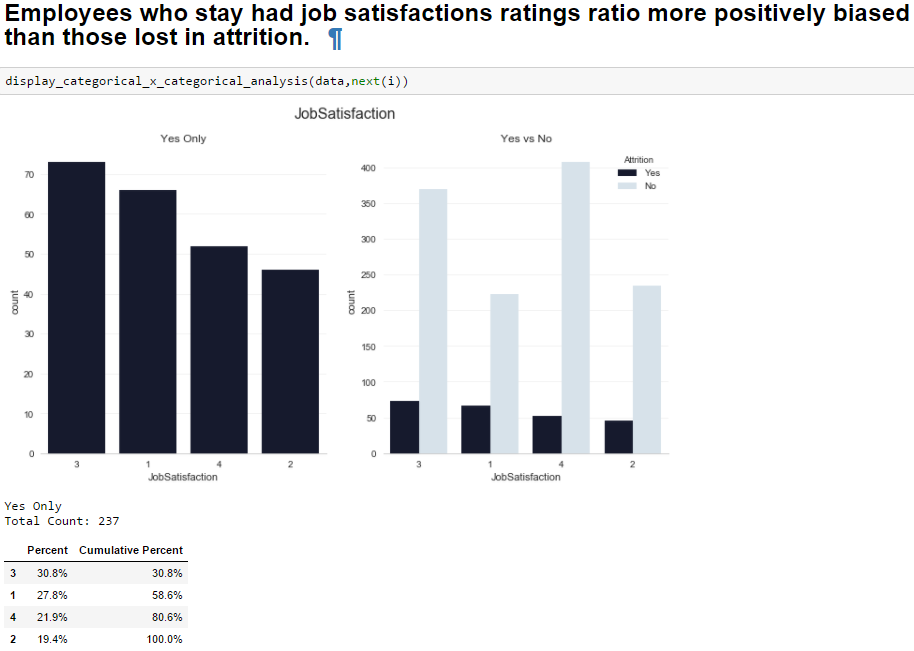 Employees who stay had job satisfactions ratings ratio more positively biased
than those lost in attrition. ¶
display_categorical_x_categorical_analysis(data,next(i))
JobSatisfaction
Yes Only
70
60
50
40
30
20
10
0
count
3 1 4 2
JobSatisfaction
Yes vs No
Attrition
Yes
No
400
350
300
250
200
150
100
50
0
count
3 1 4 2
JobSatisfaction
Yes Only
Total Count: 237
Percent Cumulative Percent
3 30.8% 30.8%
1 27.8% 58.6%
4 21.9% 80.6%
2 19.4% 100.0%